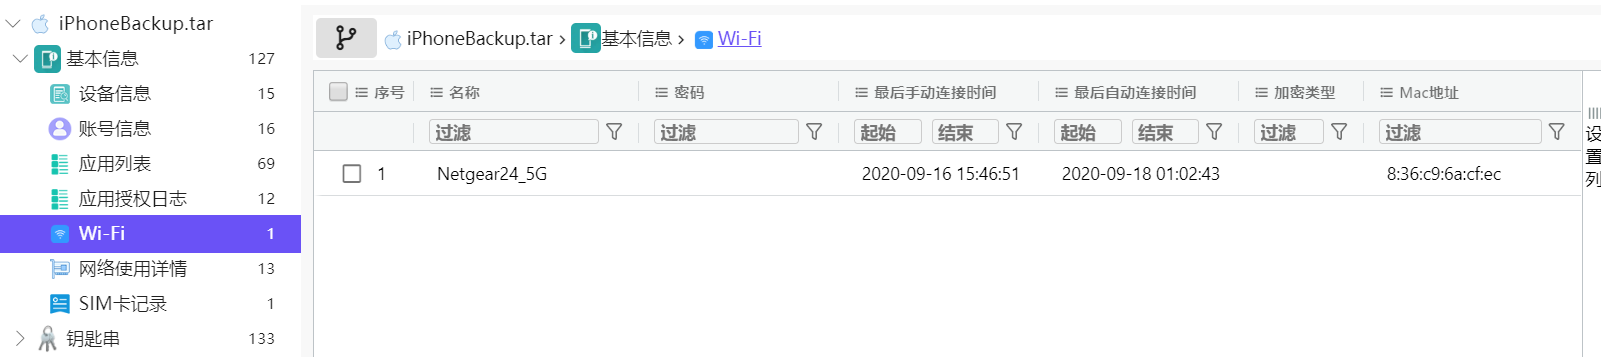 iPhoneBackup.tar
基本信息 127
设备信息 15
账号信息 16
应用列表 69
应用授权日志 12
Wi-Fi 1
网络使用详情 13
SIM卡记录 1
钥匙串 133
iPhoneBackup.tar › 基本信息 › Wi-Fi
序号 名称 密码 最后手动连接时间 最后自动连接时间 加密类型 Mac地址
过滤 过滤 起始 结束 起始 结束 过滤 过滤
1 Netgear24_5G 2020-09-16 15:46:51 2020-09-18 01:02:43 8:36:c9:6a:cf:ec
设
置
列